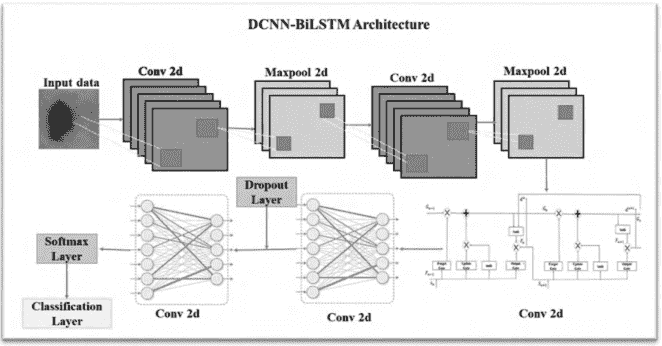 DCNN-BiLSTM Architecture
Input data
Conv 2d
Maxpool 2d
Conv 2d
Maxpool 2d
Dropout
Layer
Softmax
Layer
Classification
Layer
Conv 2d
Conv 2d
Conv 2d